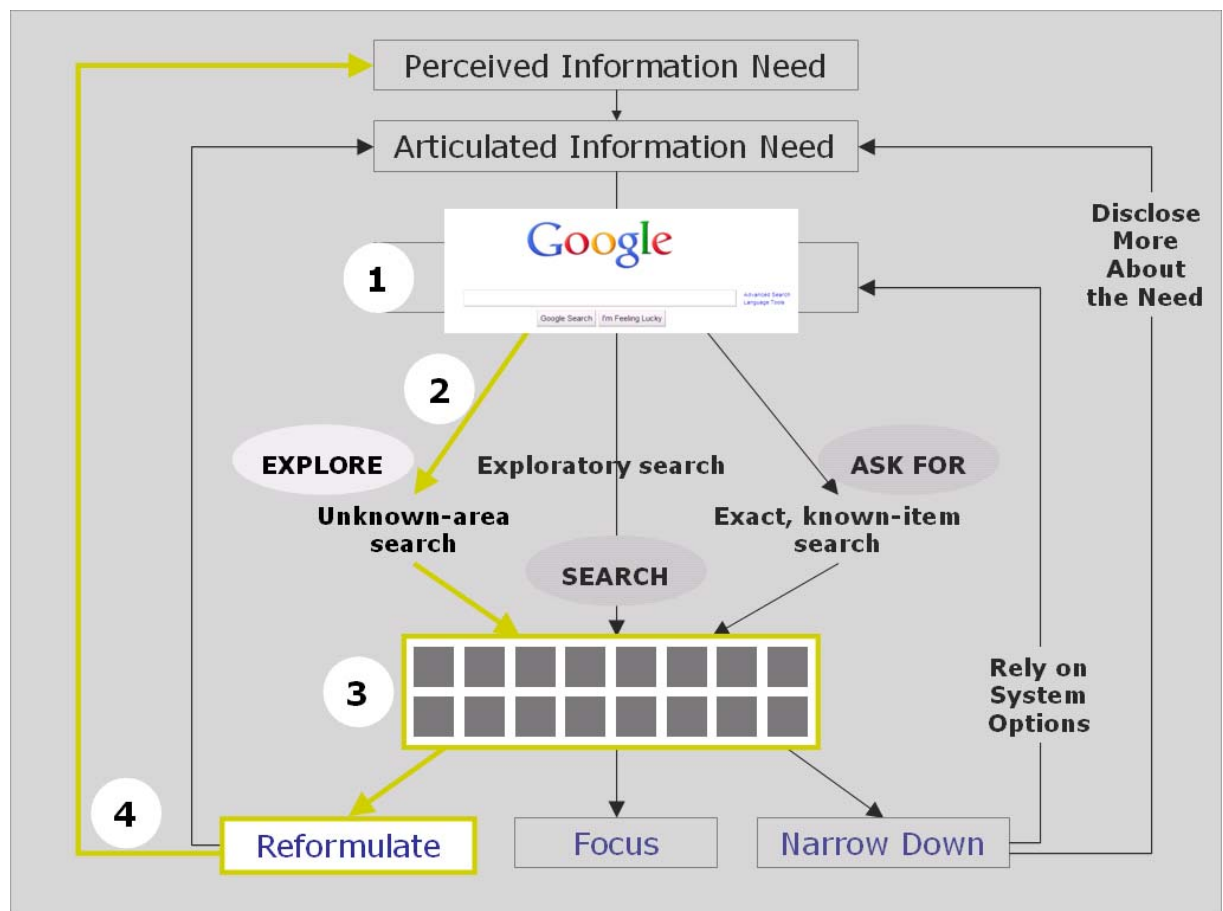 Perceived Information Need
Articulated Information Need
Disclose
More
About
the Need
Google
1
Advanced Search
Language Tools
Google Search
I'm Feeling Lucky
2
EXPLORE
Exploratory search
ASK FOR
Unknown-area
search
Exact, known-item
search
SEARCH
3
Rely on
System
Options
4
Reformulate
Focus
Narrow Down